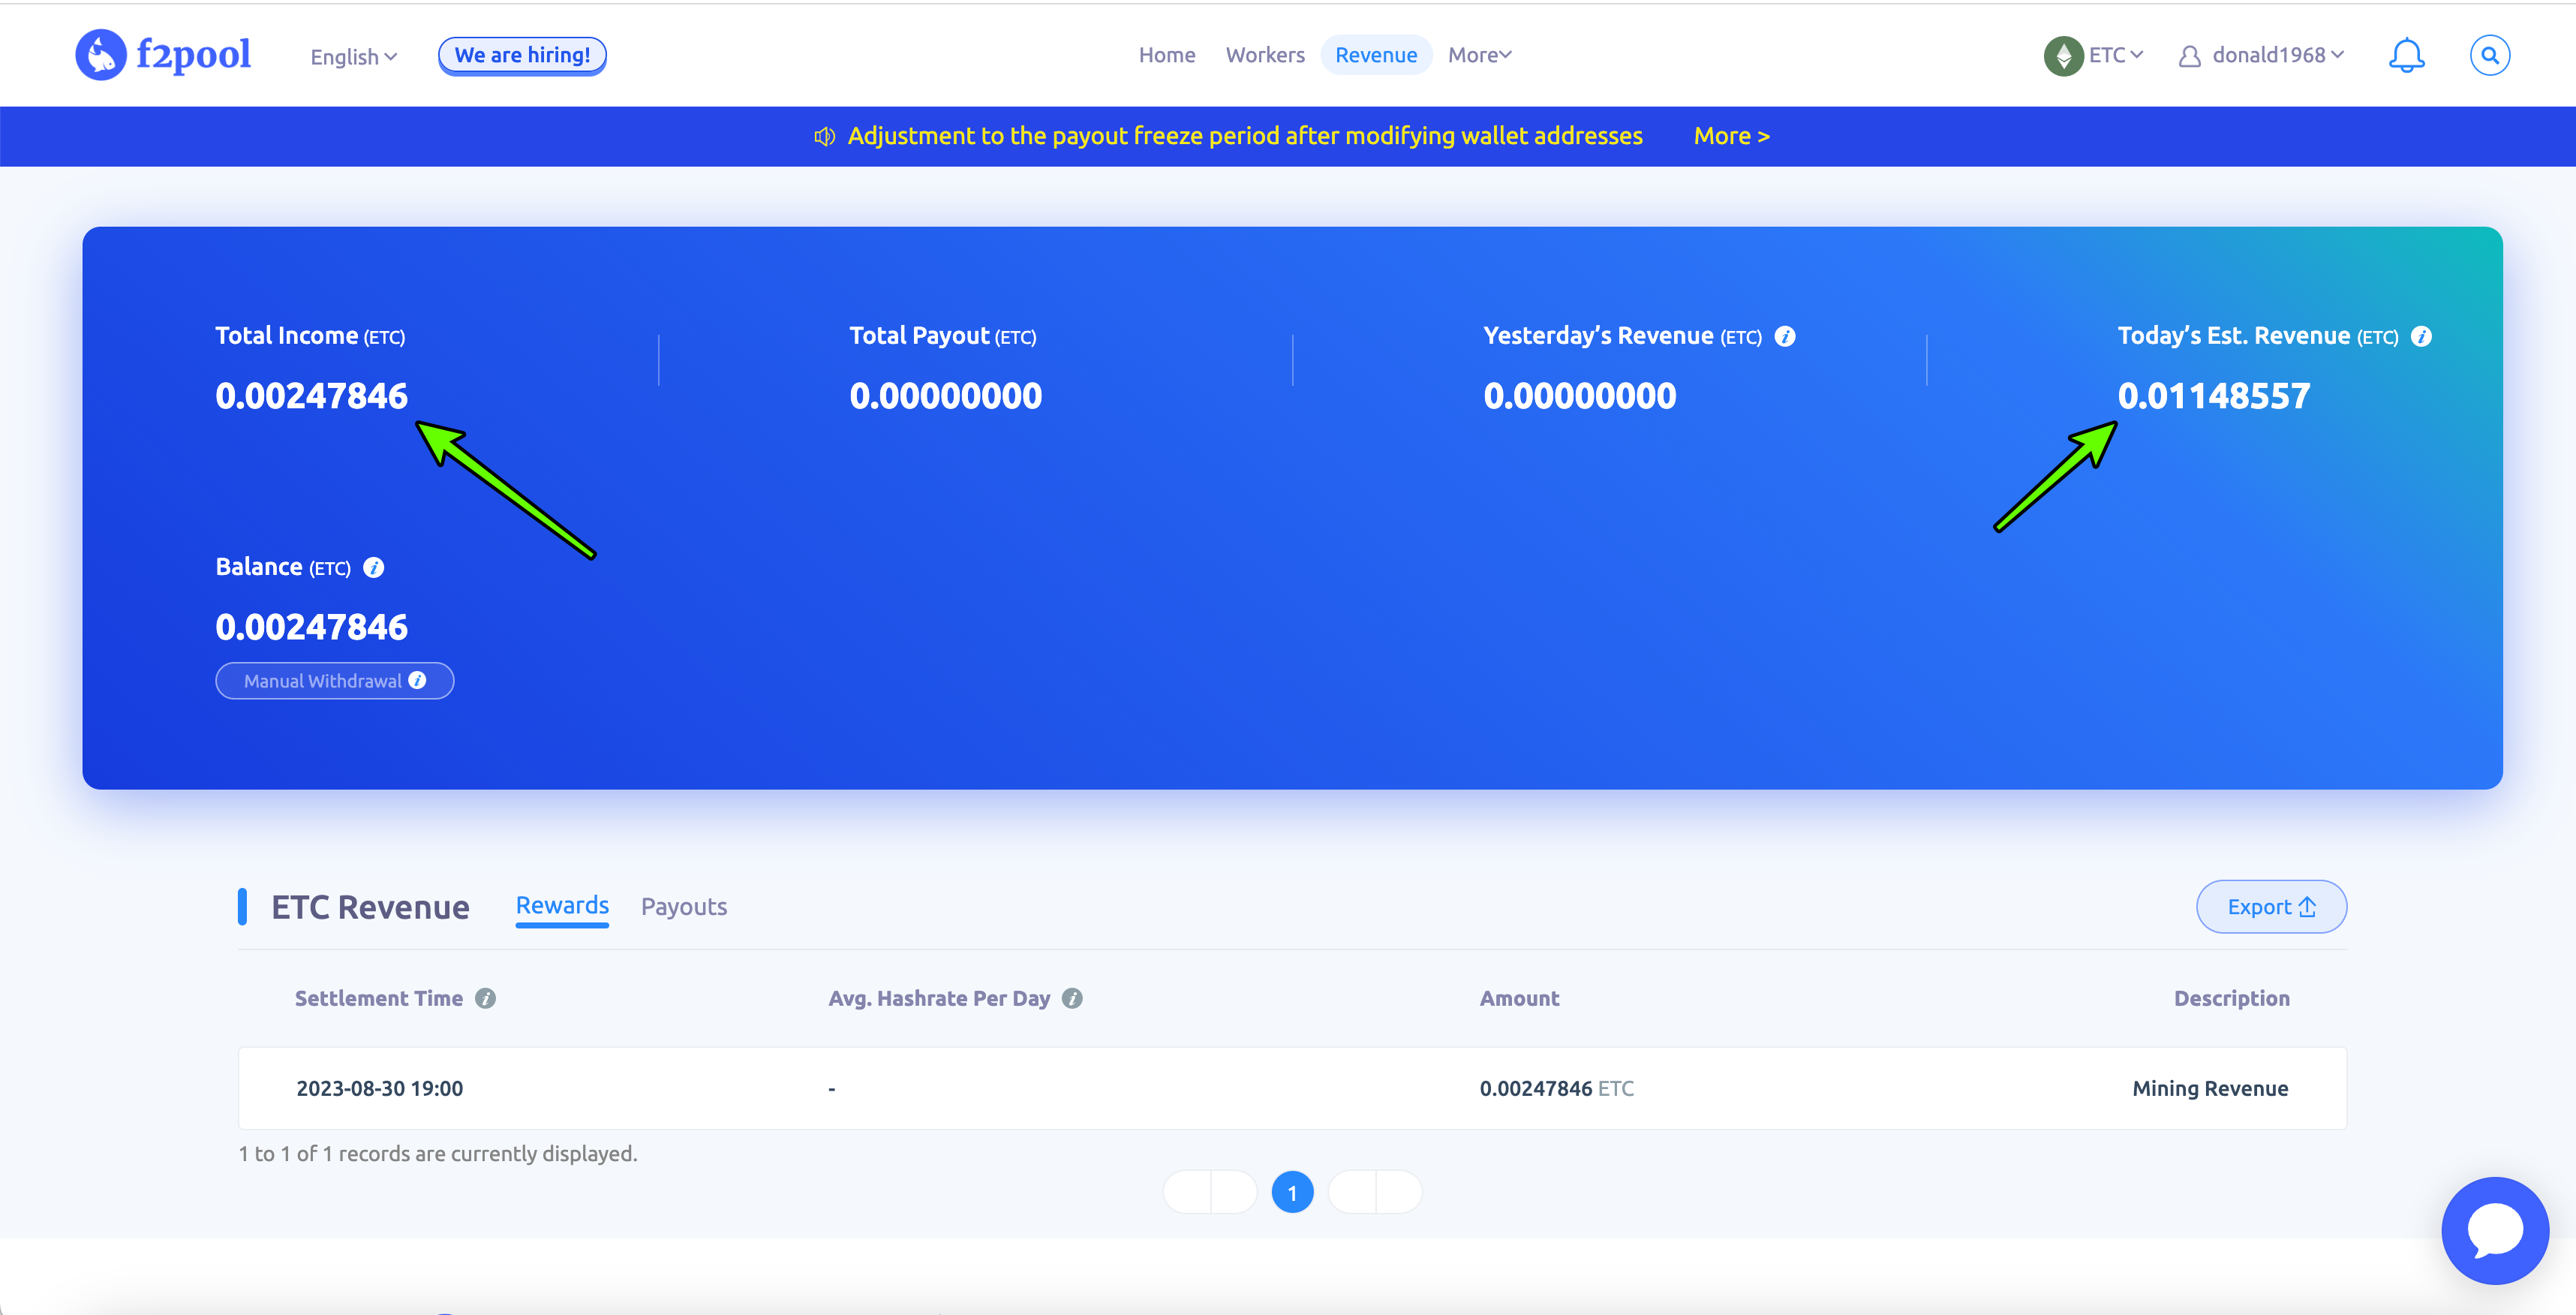 f2pool English We are hiring! Home Workers Revenue More ETC donald1968
Adjustment to the payout freeze period after modifying wallet addresses More >
Total Income (ETC) Total Payout (ETC) Yesterday’s Revenue (ETC) i Today’s Est. Revenue (ETC) i
0.00247846 0.00000000 0.00000000 0.01148557
Balance (ETC) i
0.00247846
Manual Withdrawal i
ETC Revenue Rewards Payouts Export
Settlement Time i Avg. Hashrate Per Day i Amount Description
2023-08-30 19:00 - 0.00247846 ETC Mining Revenue
1 to 1 of 1 records are currently displayed.
1